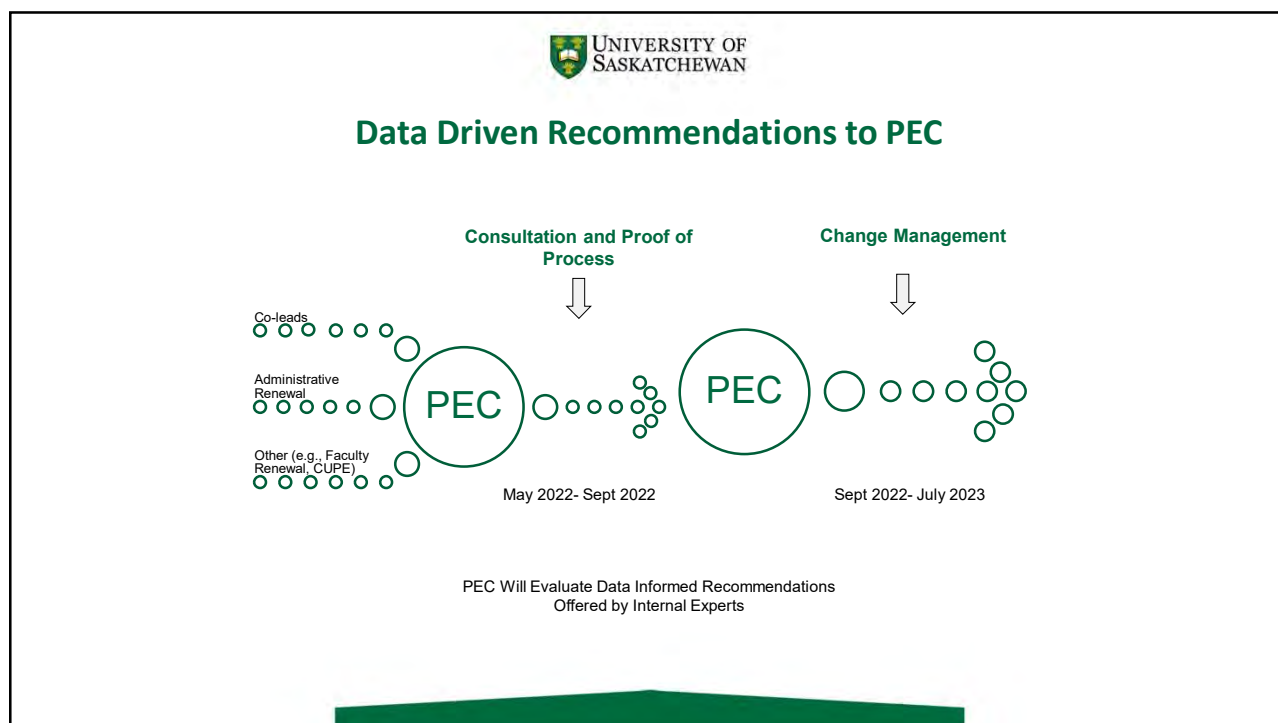 UNIVERSITY OF
SASKATCHEWAN
Data Driven Recommendations to PEC
Consultation and Proof of
Process
Change Management
Co-leads
Administrative
Renewal
Other (e.g., Faculty
Renewal, CUPE)
PEC
PEC
May 2022- Sept 2022
Sept 2022- July 2023
PEC Will Evaluate Data Informed Recommendations
Offered by Internal Experts